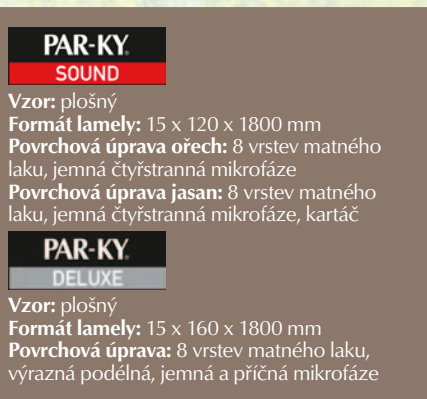 PAR-KY.
SOUND
Vzor: plošný
Formát lamely: 15 x 120 x 1800 mm
Povrchová úprava ořech: 8 vrstev matného
laku, jemná čtyřstranná mikrofáze
Povrchová úprava jasan: 8 vrstev matného
laku, jemná čtyřstranná mikrofáze, kartáč
PAR-KY.
DELUXE
Vzor: plošný
Formát lamely: 15 x 160 x 1800 mm
Povrchová úprava: 8 vrstev matného laku,
výrazná podélná, jemná a příčná mikrofáze